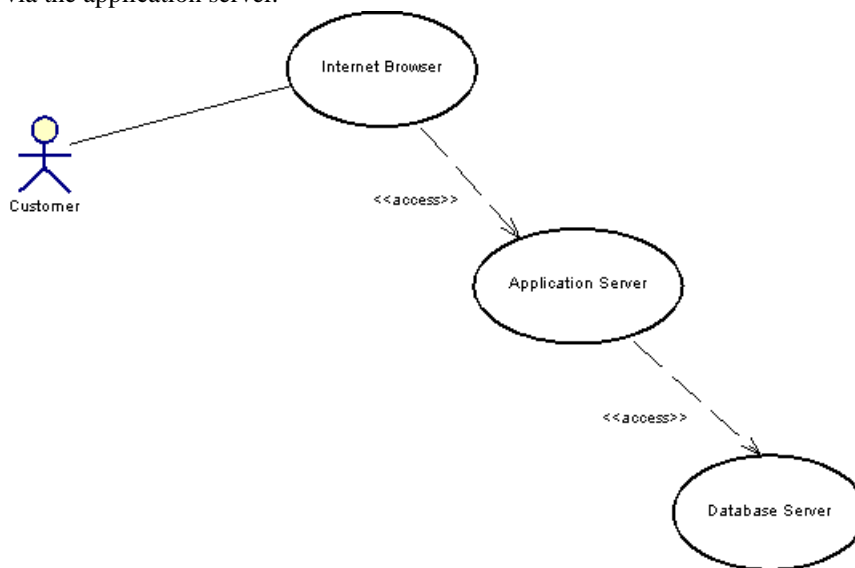 via the application server.
Internet Browser
Customer
<<access>>
Application Server
<<access>>
Database Server